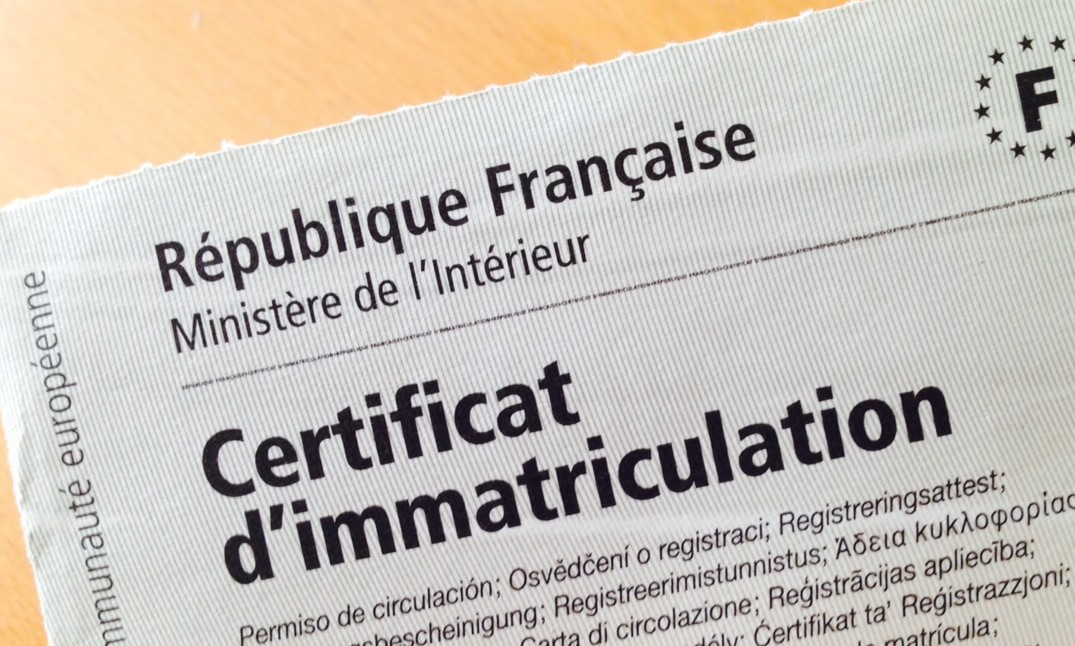 F
République Française
Ministère de l'Intérieur
Certificat
d'immatriculation
Permiso de circulación; Osvědčení o registraci; Registreringsattest;
Registreerimistunnistus; Άδεια κυκλοφορίας
Carta di circolazione; Reģistrācijas apliecība;
Ċertifikat ta' Reġistrazzjoni;
matrícula;
européenne